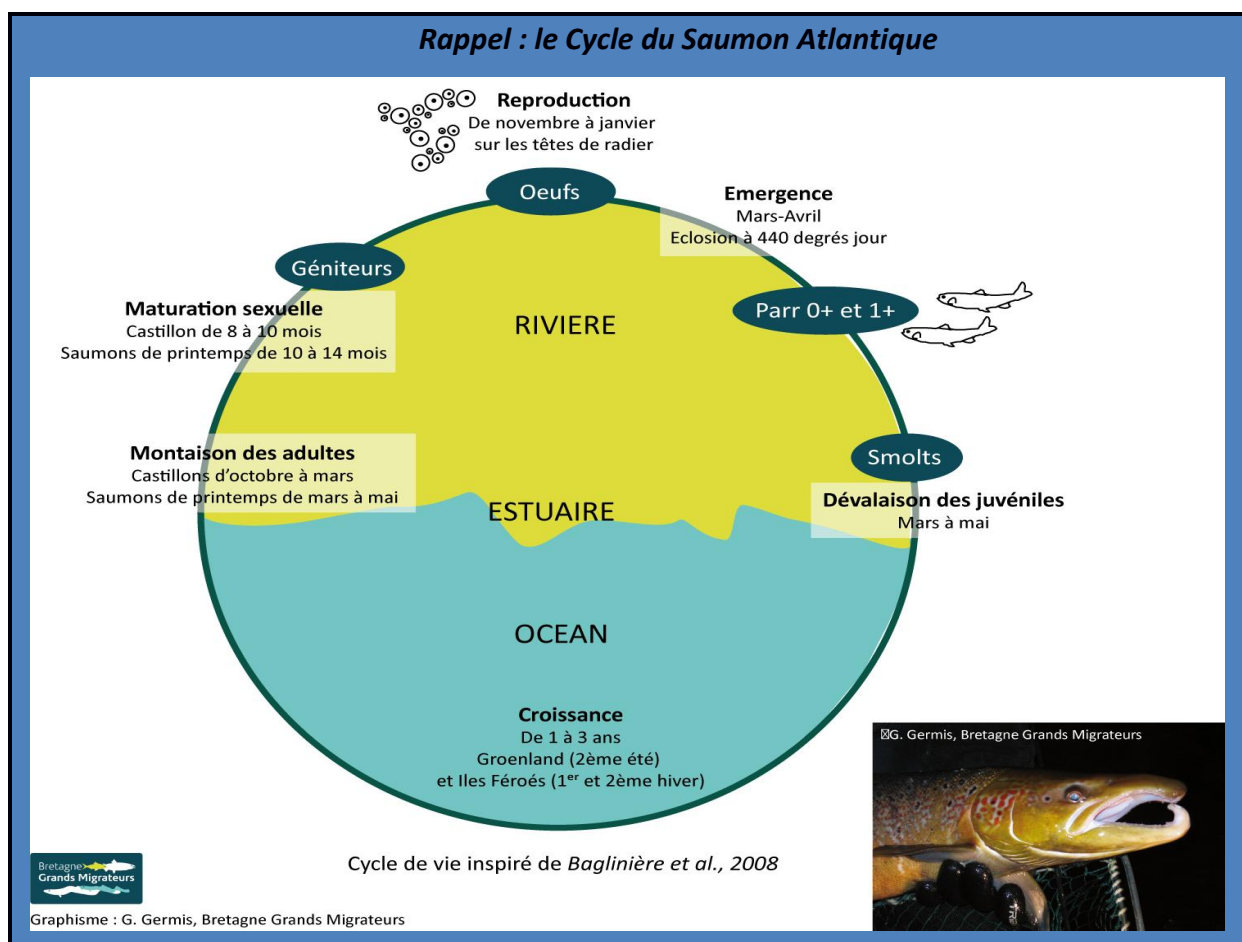 Rappel : le Cycle du Saumon Atlantique
Reproduction
De novembre à janvier
sur les têtes de radier
Oeufs
Emergence
Mars-Avril
Eclosion à 440 degrés jour
Géniteurs
Maturation sexuelle
Castillon de 8 à 10 mois
Saumons de printemps de 10 à 14 mois
RIVIERE
Parr 0+ et 1+
Montaison des adultes
Castillons d'octobre à mars
Saumons de printemps de mars à mai
Smolts
Dévalaison des juvéniles
Mars à mai
ESTUAIRE
OCEAN
Croissance
De 1 à 3 ans
Groenland (2ème été)
et Iles Féroés (1er et 2ème hiver)
G. Germis, Bretagne Grands Migrateurs
Cycle de vie inspiré de Baglinière et al., 2008
Bretagne
Grands Migrateurs
Graphisme : G. Germis, Bretagne Grands Migrateurs